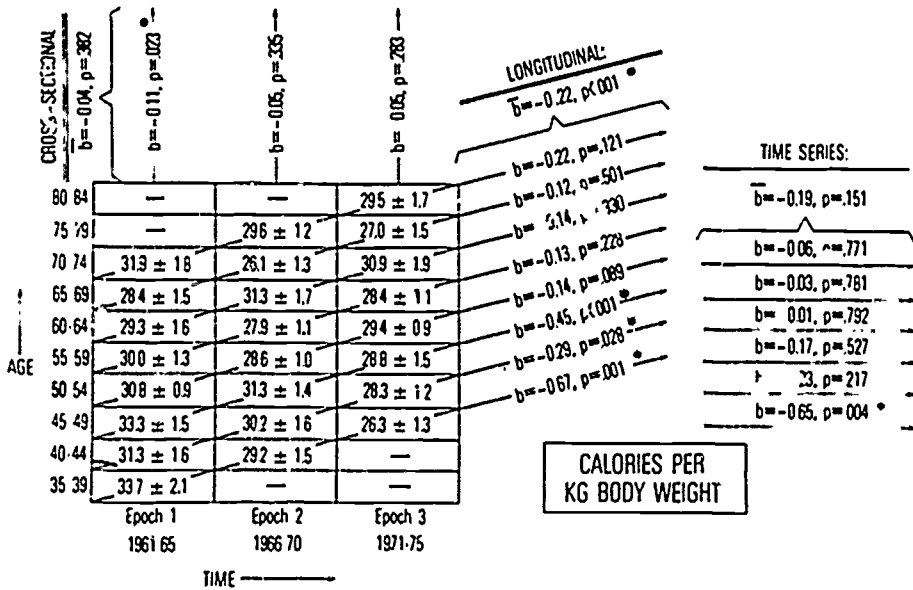 CROSS-SECTIONAL
b=-0.04, p=.382
b=-0.11, p=.023 *
b=-0.05, p=.335
b=-0.05, p=.283
LONGITUDINAL:
b=-0.22, p<.001 *
b=-0.22, p=.121
b=-0.12, p=.501
p=.330
b=-0.13, p=.228
b=-0.14, p=.089
b=-0.45, p<.001 *
b=-0.29, p=.028 *
b=-0.67, p=.001 *
TIME SERIES:
b=-0.19, p=.151
b=-0.06, =.771
b=-0.03, p=.781
b= 0.01, p=.792
b=-0.17, p=.527
p=.217
b=-0.65, p=004 *
80 84 — — 29.5 ± 1.7
75 79 — 29.6 ± 1.2 27.0 ± 1.5
70 74 31.9 ± 1.8 26.1 ± 1.3 30.9 ± 1.9
65 69 28.4 ± 1.5 31.3 ± 1.7 28.4 ± 1.1
60-64 29.3 ± 1.6 27.9 ± 1.1 29.4 ± 0.9
55 59 30.0 ± 1.3 28.6 ± 1.0 28.8 ± 1.5
50 54 30.8 ± 0.9 31.3 ± 1.4 28.3 ± 1.2
45 49 33.3 ± 1.5 30.2 ± 1.6 26.3 ± 1.3
40-44 31.3 ± 1.6 29.2 ± 1.5 —
35 39 33.7 ± 2.1 — —
AGE
Epoch 1 Epoch 2 Epoch 3
1961 65 1966 70 1971-75
TIME
CALORIES PER
KG BODY WEIGHT